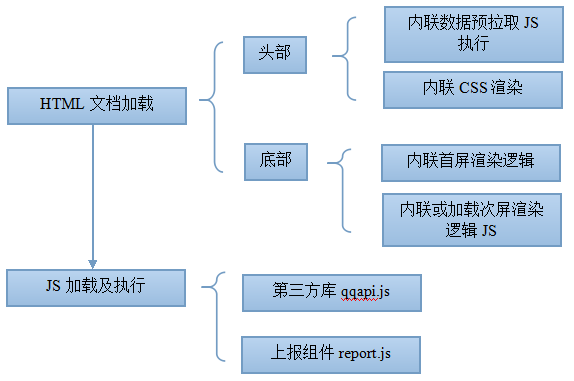 内联数据预拉取 JS
执行
头部
内联 CSS 渲染
HTML 文档加载
底部
内联首屏渲染逻辑
内联或加载次屏渲染
逻辑 JS
JS 加载及执行
第三方库 qqapi.js
上报组件 report.js